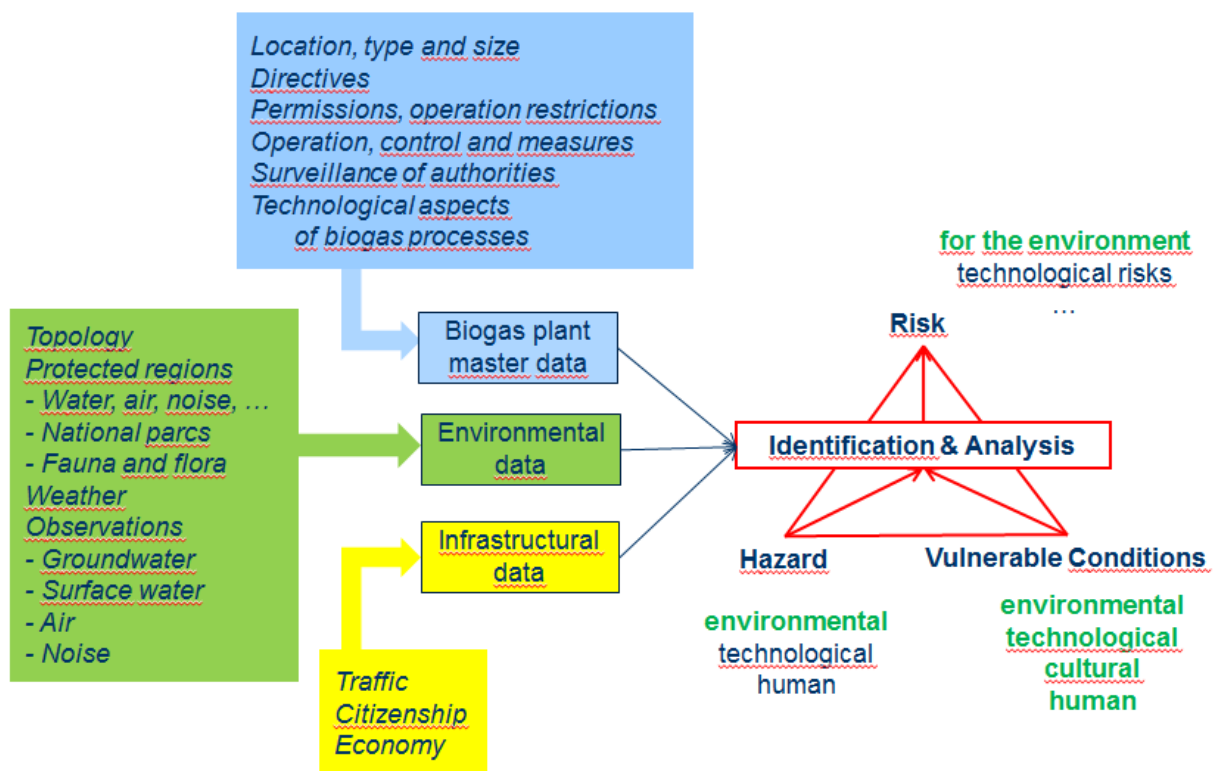 Location, type and size
Directives
Permissions, operation restrictions
Operation, control and measures
Surveillance of authorities
Technological aspects
of biogas processes
for the environment
technological risks
…
Risk
Topology
Protected regions
- Water, air, noise, …
- National parcs
- Fauna and flora
Weather
Observations
- Groundwater
- Surface water
- Air
- Noise
Biogas plant
master data
Environmental
data
Infrastructural
data
Identification & Analysis
Hazard
environmental
technological
human
Vulnerable Conditions
environmental
technological
cultural
human
Traffic
Citizenship
Economy